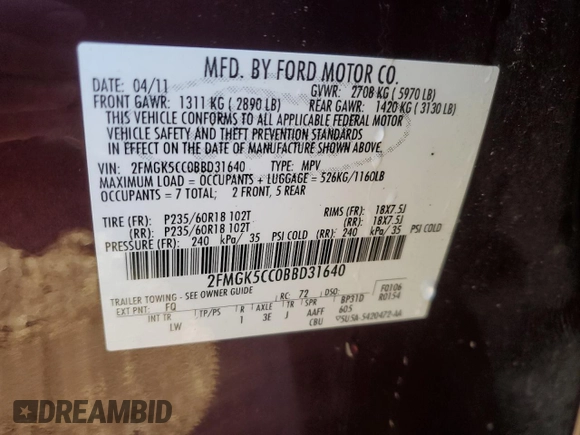 MFD. BY FORD MOTOR CO.
DATE: 04/11 GVWR: 2708 KG ( 5970 LB)
FRONT GAWR: 1311 KG ( 2890 LB) REAR GAWR: 1420 KG ( 3130 LB)
THIS VEHICLE CONFORMS TO ALL APPLICABLE FEDERAL MOTOR
VEHICLE SAFETY AND THEFT PREVENTION STANDARDS
IN EFFECT ON THE DATE OF MANUFACTURE SHOWN ABOVE.
VIN: 2FMGK5CC0BBD31640 TYPE: MPV
MAXIMUM LOAD = OCCUPANTS + LUGGAGE = 526KG/1160LB
OCCUPANTS = 7 TOTAL; 2 FRONT, 5 REAR
TIRE (FR): P235/60R18 102T RIMS (FR): 18X7.5J
(RR): P235/60R18 102T (RR): 18X7.5J
PRESSURE (FR): 240 kPa/ 35 PSI COLD (RR): 240 kPa/ 35 PSI COLD
2FMGK5CC0BBD31640
TRAILER TOWING - SEE OWNER GUIDE RC: 72 DSO: F0106
EXT PNT: FQ BP31D R0154
INT TR TP/PS R AXLE TR SPR AAFF 605
LW 1 3E J CBU 5U5A-5420472-AA
DREAMBID